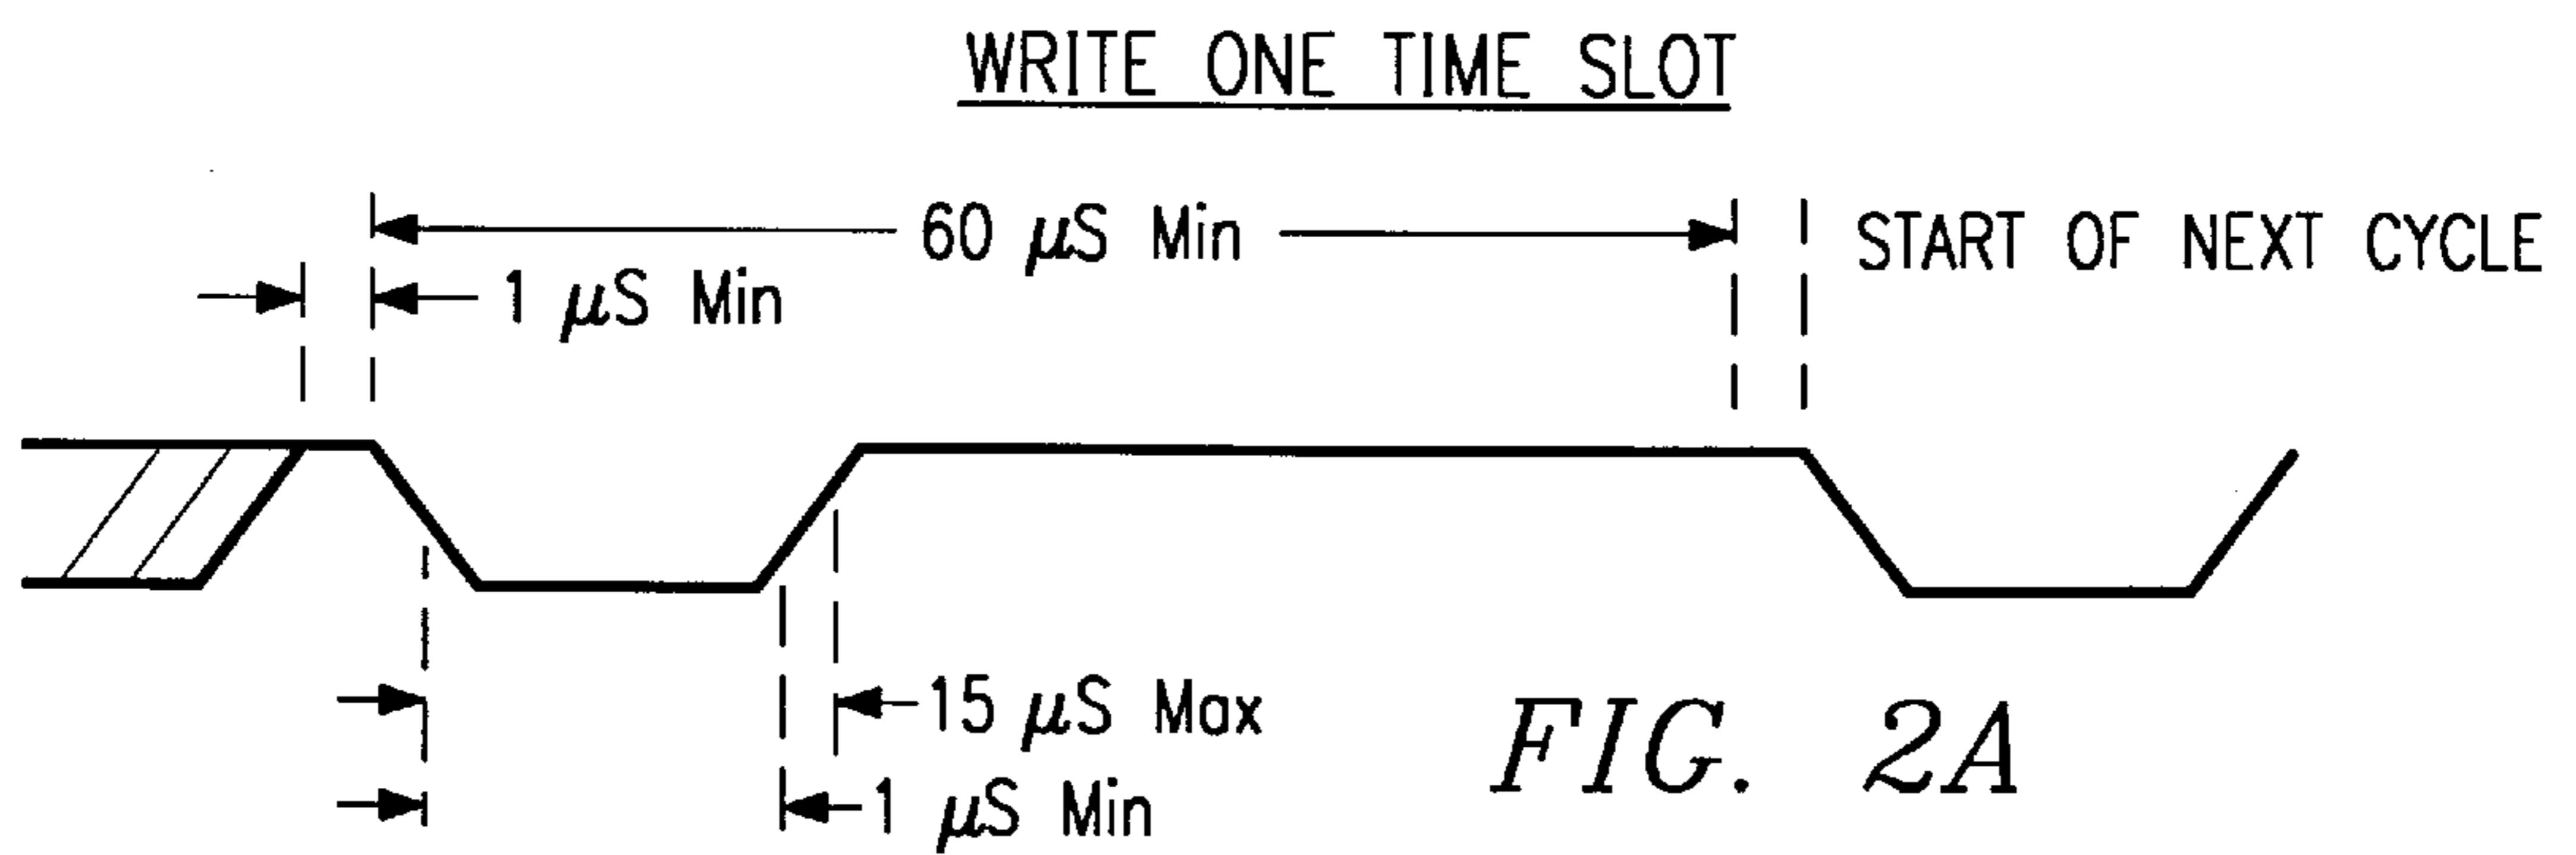 WRITE ONE TIME SLOT
60 μS Min
START OF NEXT CYCLE
1 μS Min
15 μS Max
1 μS Min
FIG. 2A